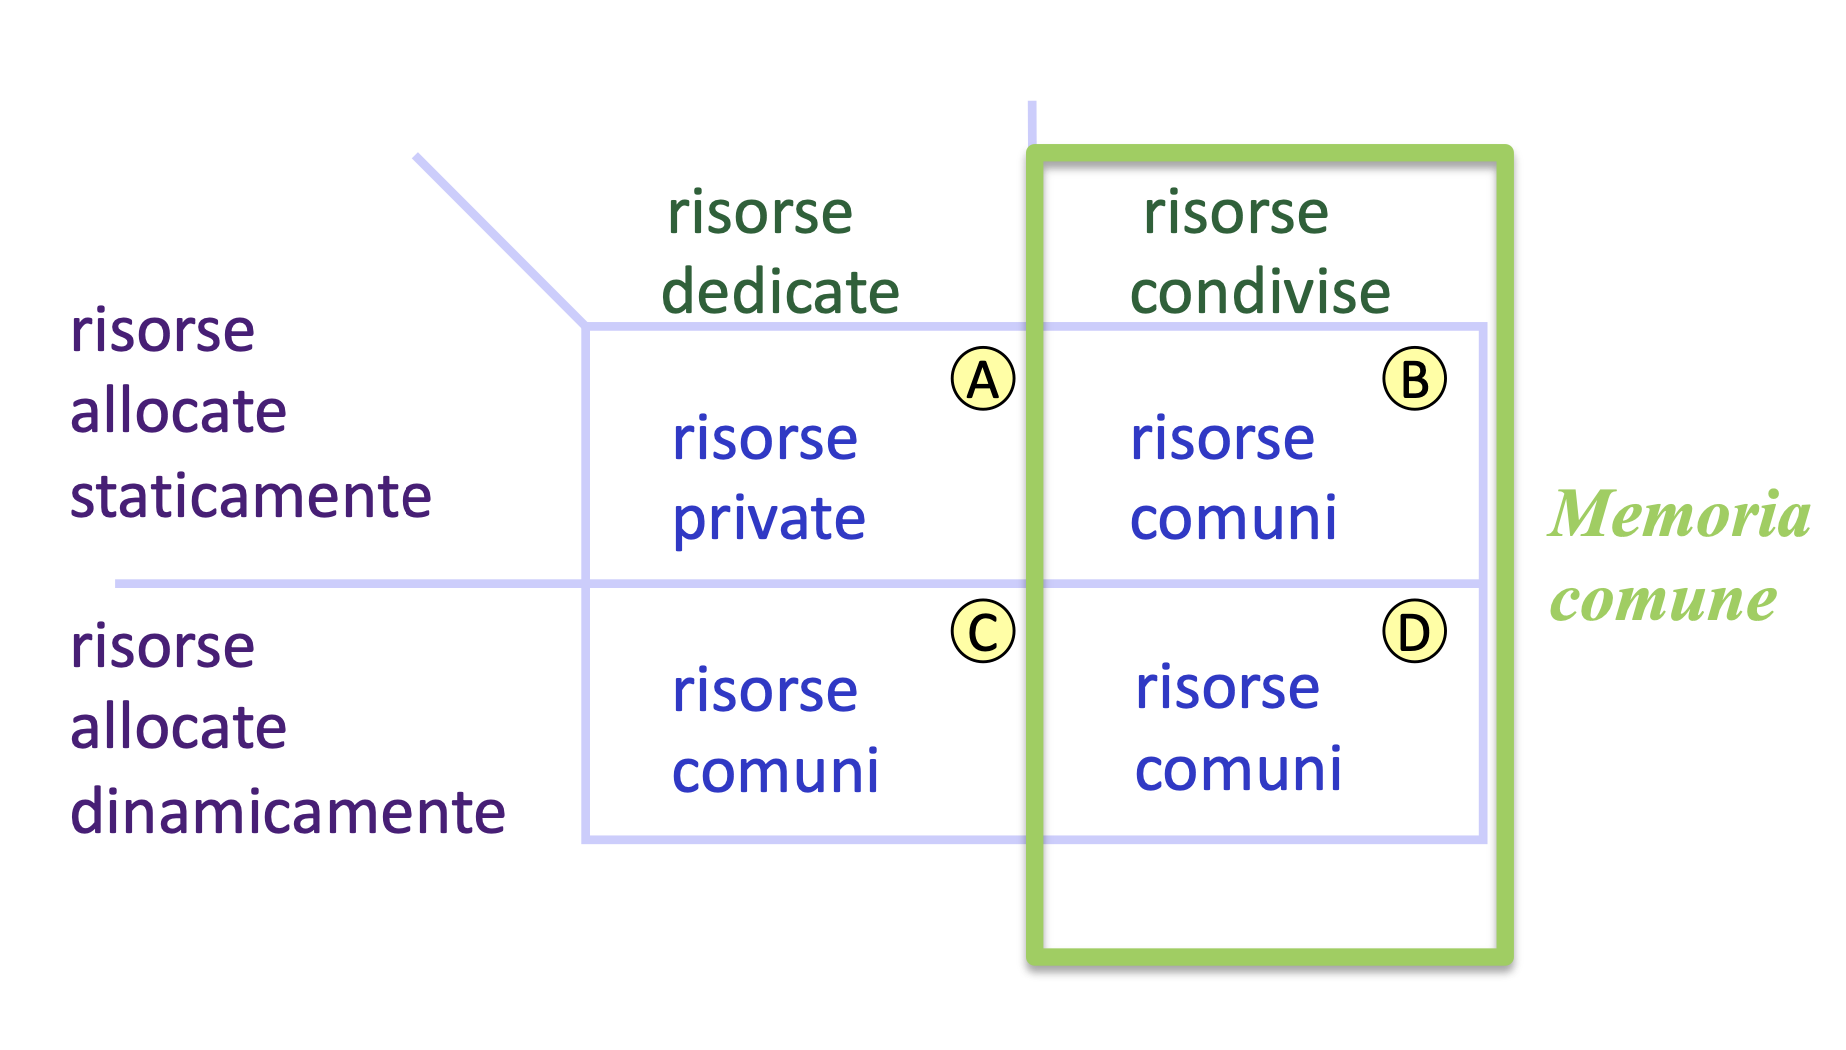 risorse
dedicate
risorse
condivise
risorse
allocate
staticamente
A
risorse
private
B
risorse
comuni
Memoria
comune
risorse
allocate
dinamicamente
C
risorse
comuni
D
risorse
comuni